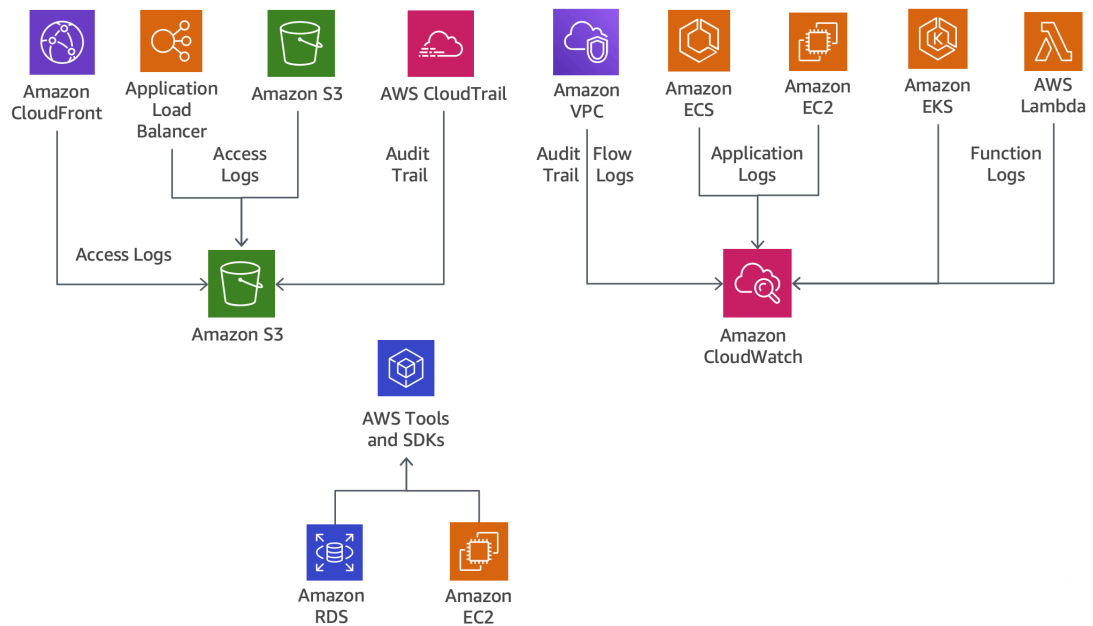 Amazon
CloudFront
Application
Load
Balancer
Amazon S3
AWS CloudTrail
Amazon
VPC
Amazon
ECS
Amazon
EC2
Amazon
EKS
AWS
Lambda
Access
Logs
Audit
Trail
Audit
Trail
Flow
Logs
Application
Logs
Function
Logs
Access Logs
Amazon S3
Amazon
CloudWatch
AWS Tools
and SDKs
Amazon
RDS
Amazon
EC2